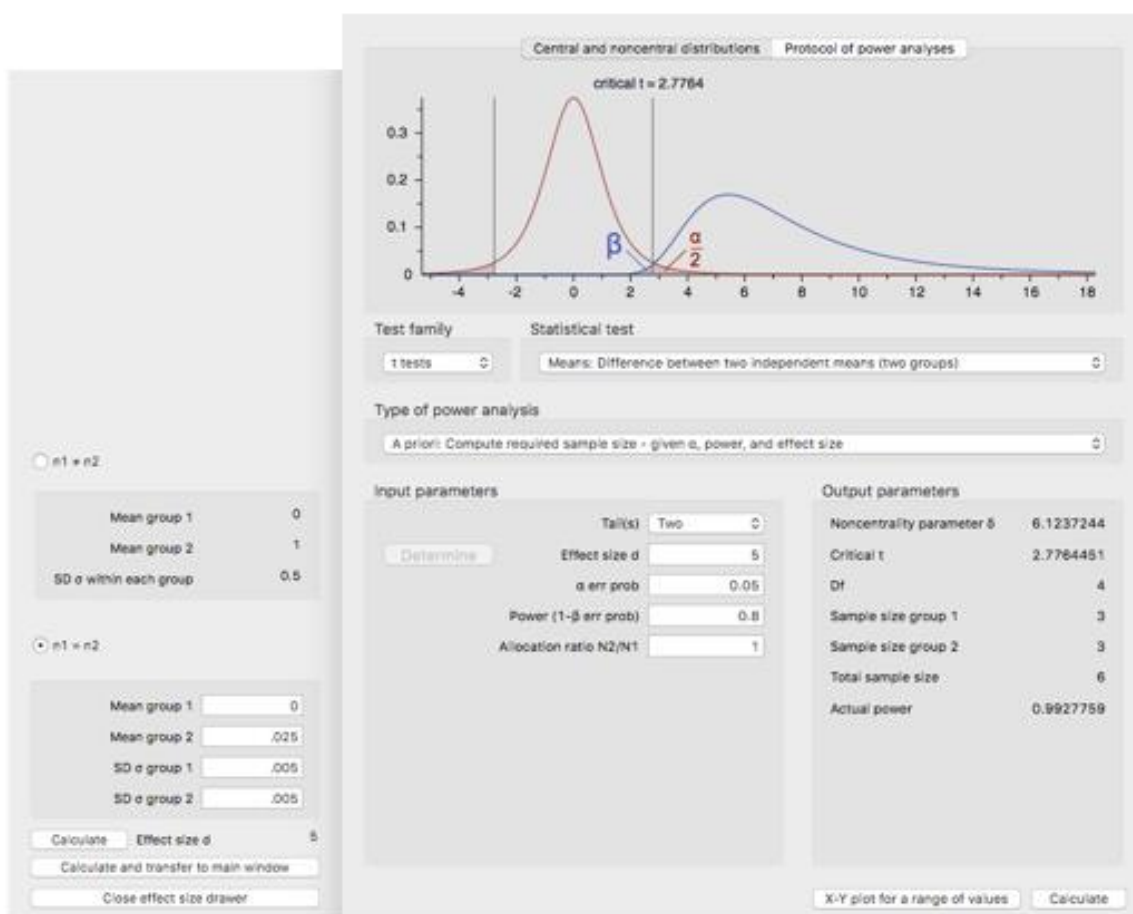 Central and noncentral distributions Protocol of power analyses
critical t = 2.7764
0.3
0.2
0.1
0
β
α
2
-4 -2 0 2 4 6 8 10 12 14 16 18
Test family Statistical test
t tests Means: Difference between two independent means (two groups)
Type of power analysis
A priori: Compute required sample size - given α, power, and effect size
n1 ≠ n2
Mean group 1 0
Mean group 2 1
SD σ within each group 0.5
n1 = n2
Mean group 1 0
Mean group 2 .025
SD σ group 1 .005
SD σ group 2 .005
Calculate Effect size d 5
Calculate and transfer to main window
Close effect size drawer
Input parameters
Tail(s) Two
Determine Effect size d 5
α err prob 0.05
Power (1-β err prob) 0.8
Allocation ratio N2/N1 1
Output parameters
Noncentrality parameter δ 6.1237244
Critical t 2.7764451
Df 4
Sample size group 1 3
Sample size group 2 3
Total sample size 6
Actual power 0.9927759
X-Y plot for a range of values Calculate